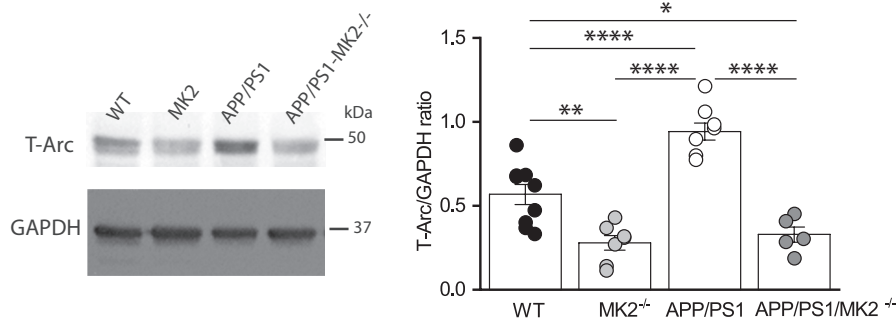 WT MK2 APP/PS1 APP/PS1-MK2-/-
kDa
T-Arc 50
GAPDH 37
*
****
**** ****
**
1.5
1.0
0.5
0.0
T-Arc/GAPDH ratio
WT MK2-/- APP/PS1 APP/PS1/MK2 -/-